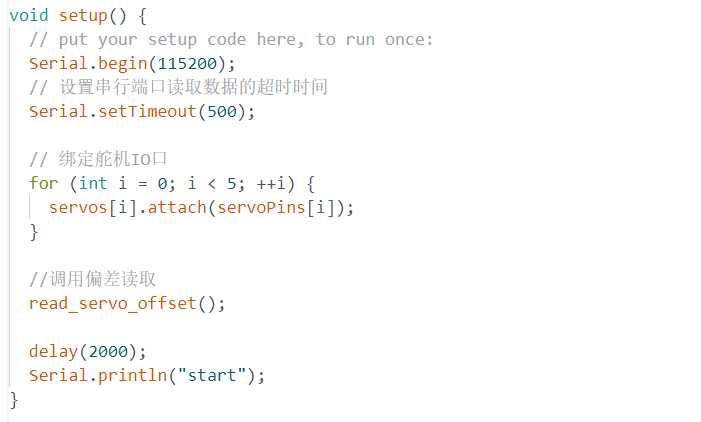 void setup() {
// put your setup code here, to run once:
Serial.begin(115200);
// 设置串行端口读取数据的超时时间
Serial.setTimeout(500);
// 绑定舵机IO口
for (int i = 0; i < 5; ++i) {
servos[i].attach(servoPins[i]);
}
//调用偏差读取
read_servo_offset();
delay(2000);
Serial.println("start");
}